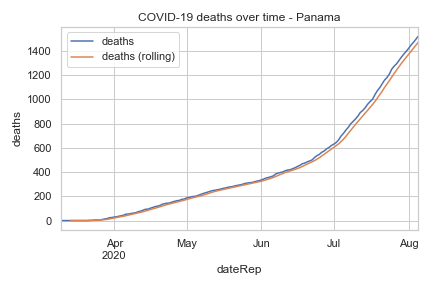 COVID-19 deaths over time - Panama
deaths
deaths (rolling)
deaths
1400
1200
1000
800
600
400
200
0
Apr
2020
May
Jun
Jul
Aug
dateRep